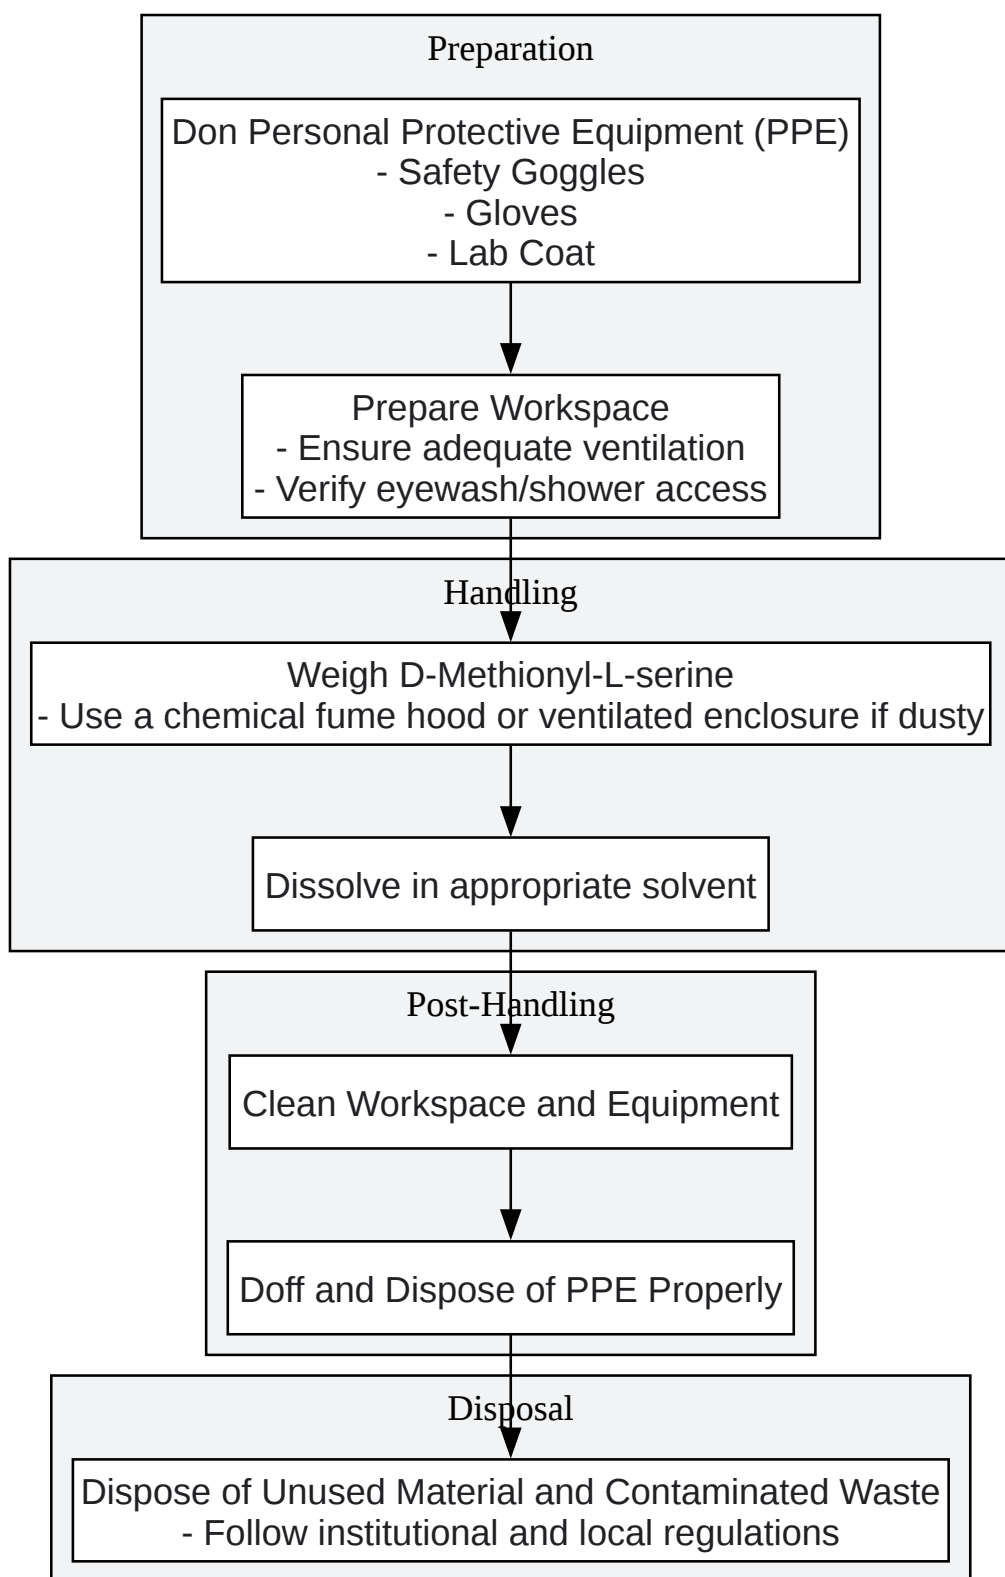 Preparation
Don Personal Protective Equipment (PPE)
- Safety Goggles
- Gloves
- Lab Coat
Prepare Workspace
- Ensure adequate ventilation
- Verify eyewash/shower access
Handling
Weigh D-Methionyl-L-serine
- Use a chemical fume hood or ventilated enclosure if dusty
Dissolve in appropriate solvent
Post-Handling
Clean Workspace and Equipment
Doff and Dispose of PPE Properly
Disposal
Dispose of Unused Material and Contaminated Waste
- Follow institutional and local regulations